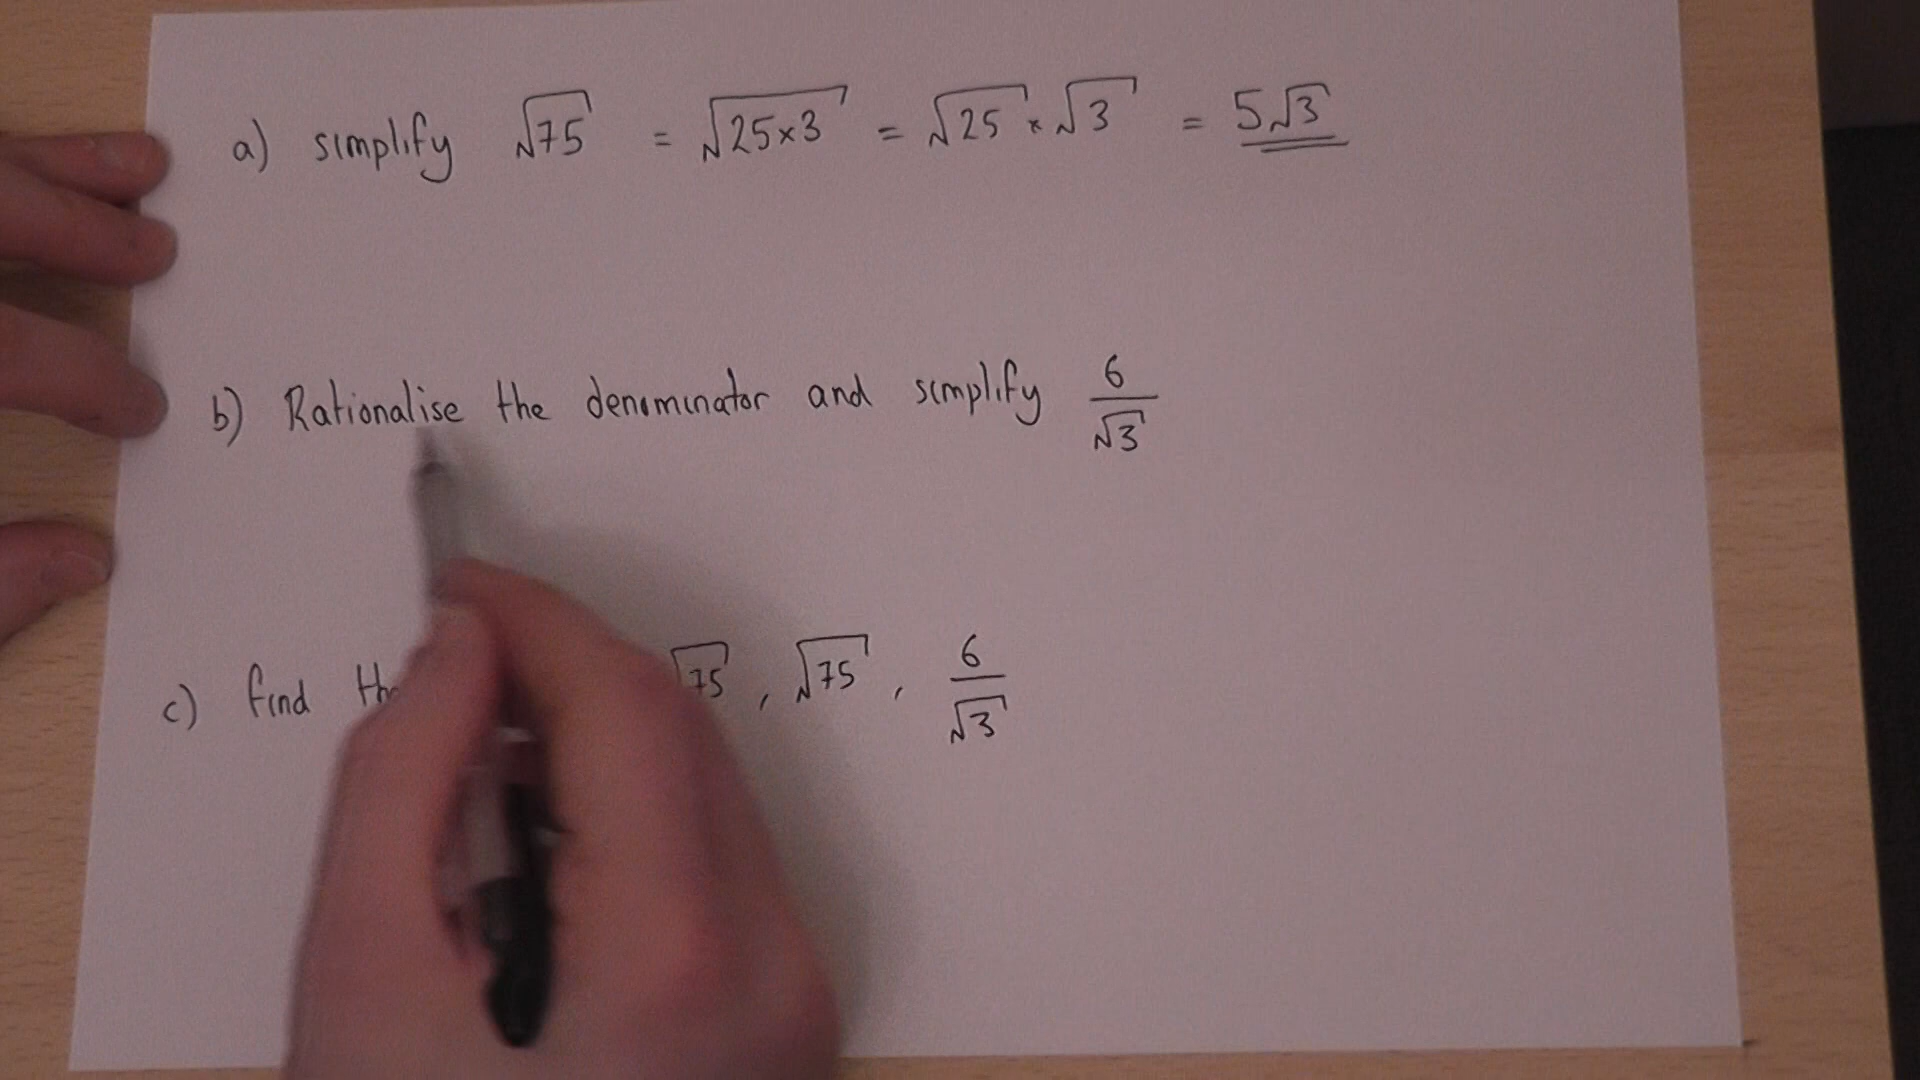 a) simplify √75 = √25×3 = √25 × √3 = 5√3
b) Rationalise the denominator and simplify 6/√3
c) find √75 , √75 , 6/√3